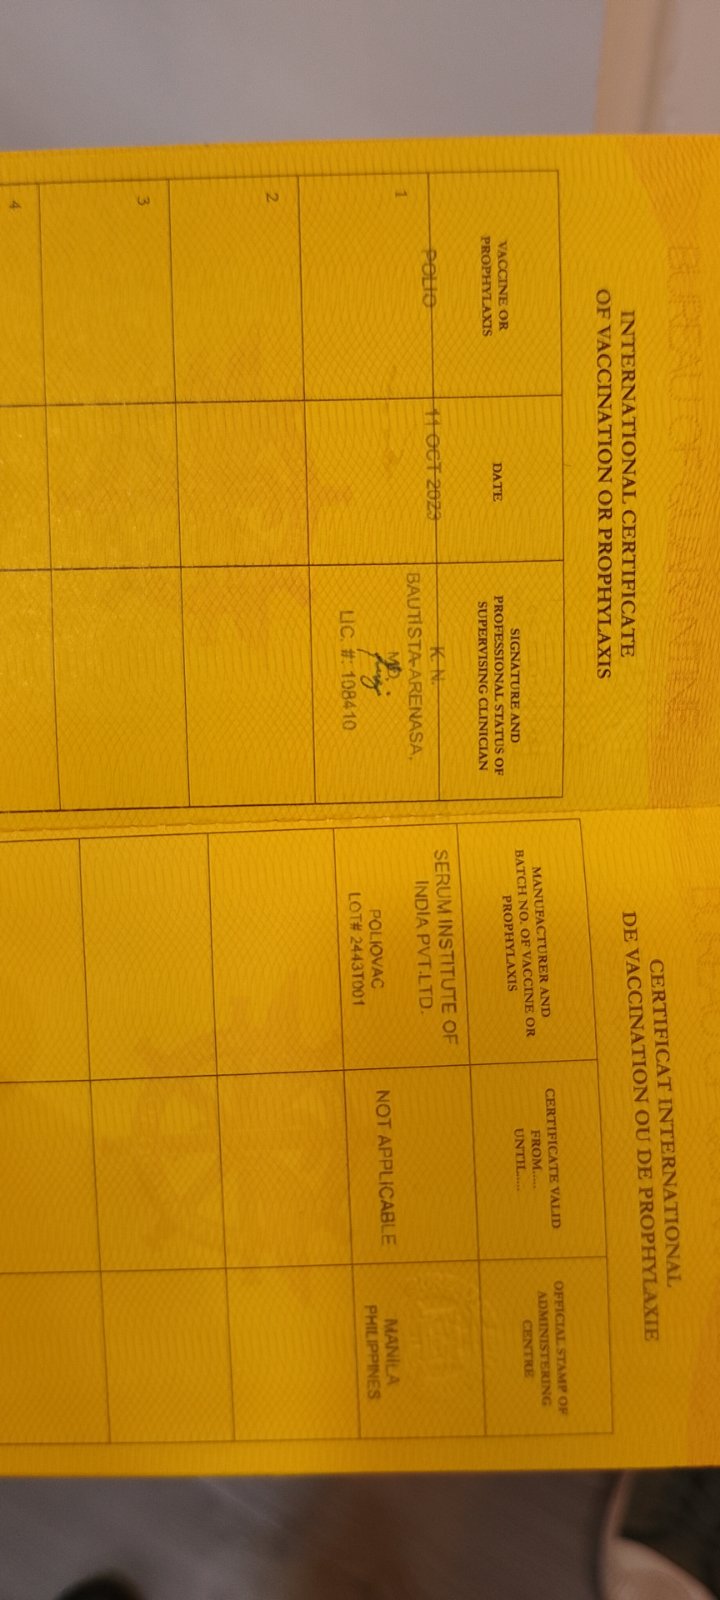 BUREAU OF QUARANTINE
INTERNATIONAL CERTIFICATE
OF VACCINATION OR PROPHYLAXIS
VACCINE OR
PROPHYLAXIS
DATE
SIGNATURE AND
PROFESSIONAL STATUS OF
SUPERVISING CLINICIAN
1
POLIO
11 OCT 2023
K. N.
BAUTISTA-ARENASA,
MD.
LIC. #: 108410
2
3
4
CERTIFICAT INTERNATIONAL
DE VACCINATION OU DE PROPHYLAXIE
MANUFACTURER AND
BATCH NO. OF VACCINE OR
PROPHYLAXIS
CERTIFICATE VALID
FROM.....
UNTIL.....
OFFICIAL STAMP OF
ADMINISTERING
CENTRE
SERUM INSTITUTE OF
INDIA PVT.LTD.
POLIOVAC
LOT# 2443T001
NOT APPLICABLE
MANILA
PHILIPPINES